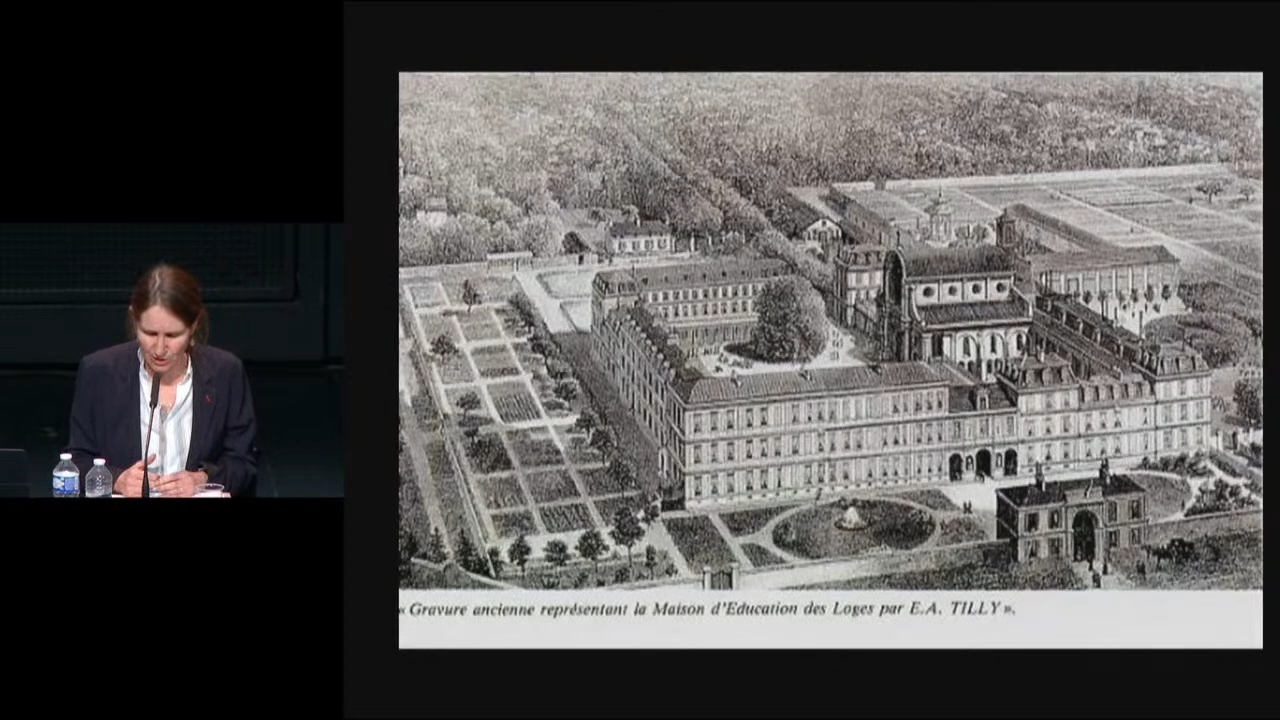 « Gravure ancienne représentant la Maison d'Education des Loges par E.A. TILLY ».